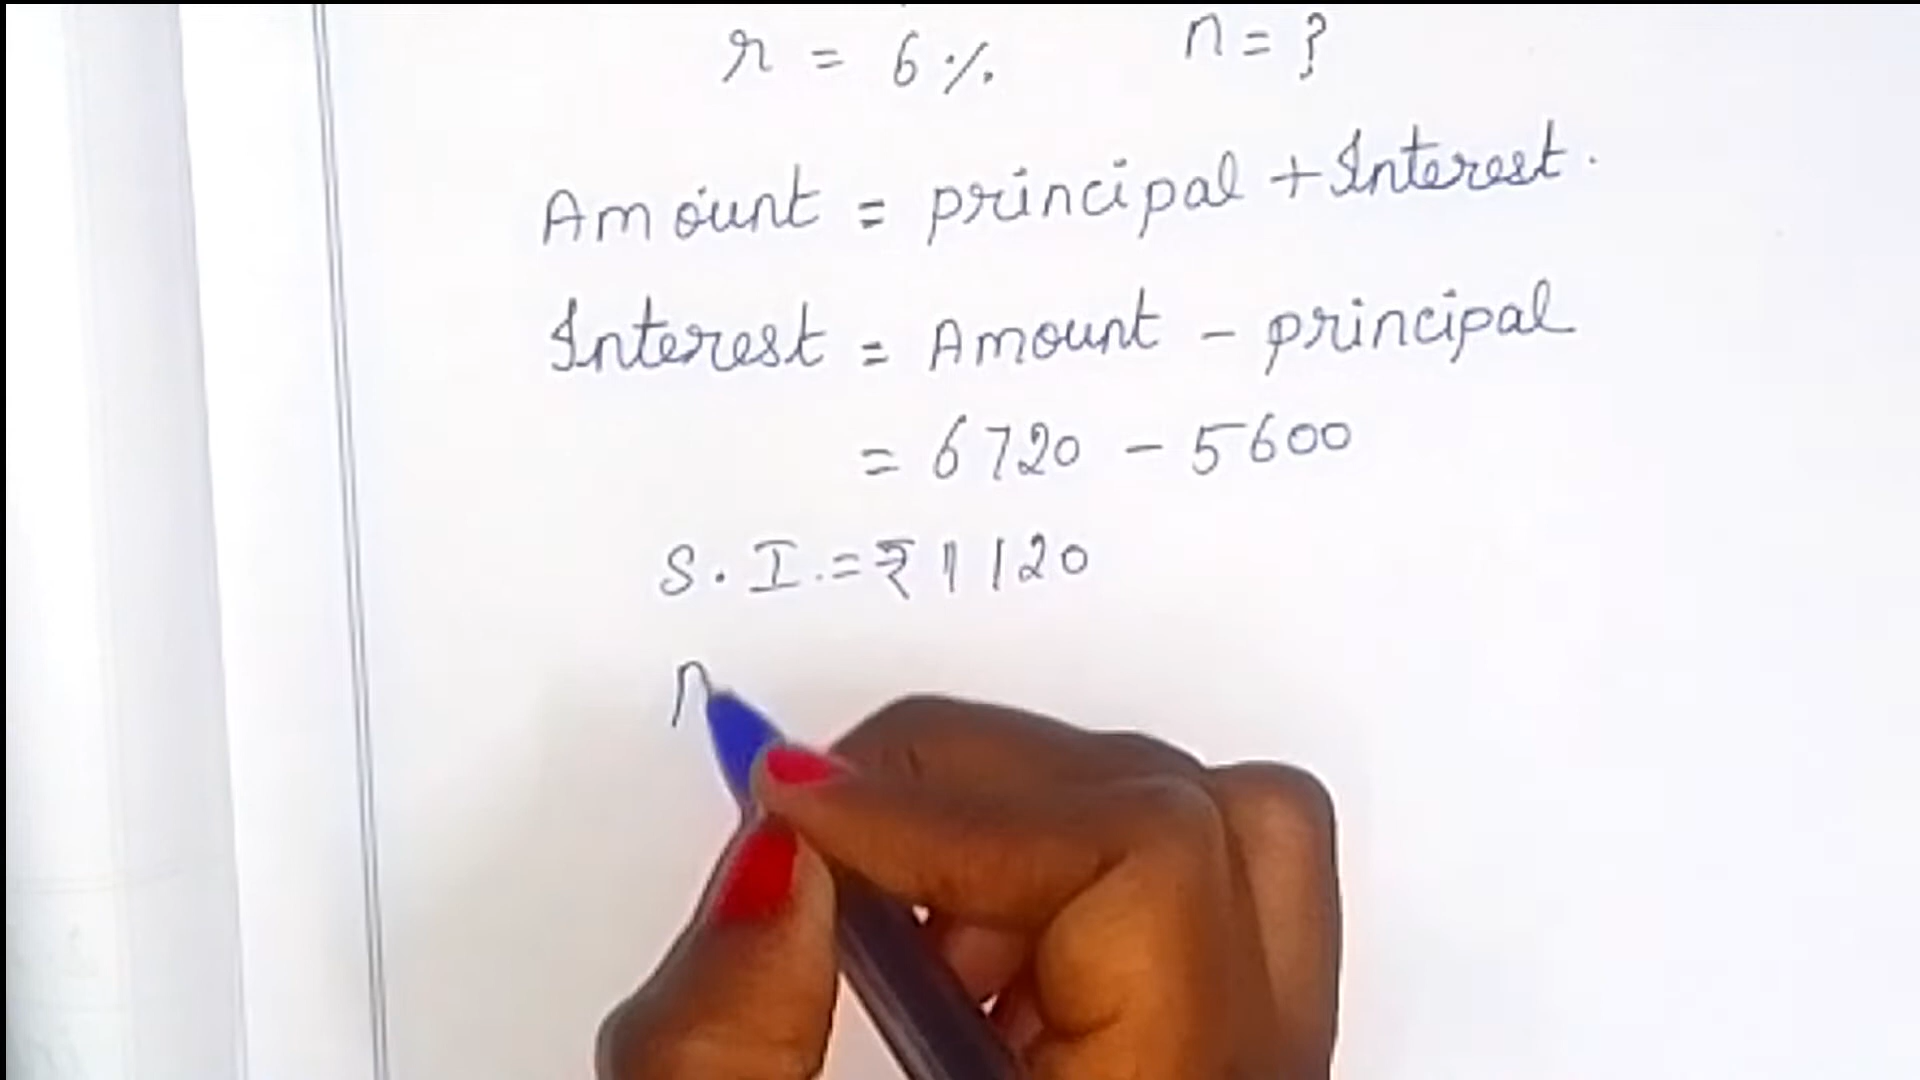 r = 6% n = ?
Amount = principal + Interest.
Interest = Amount - principal
= 6720 - 5600
S.I. = ₹1120
n